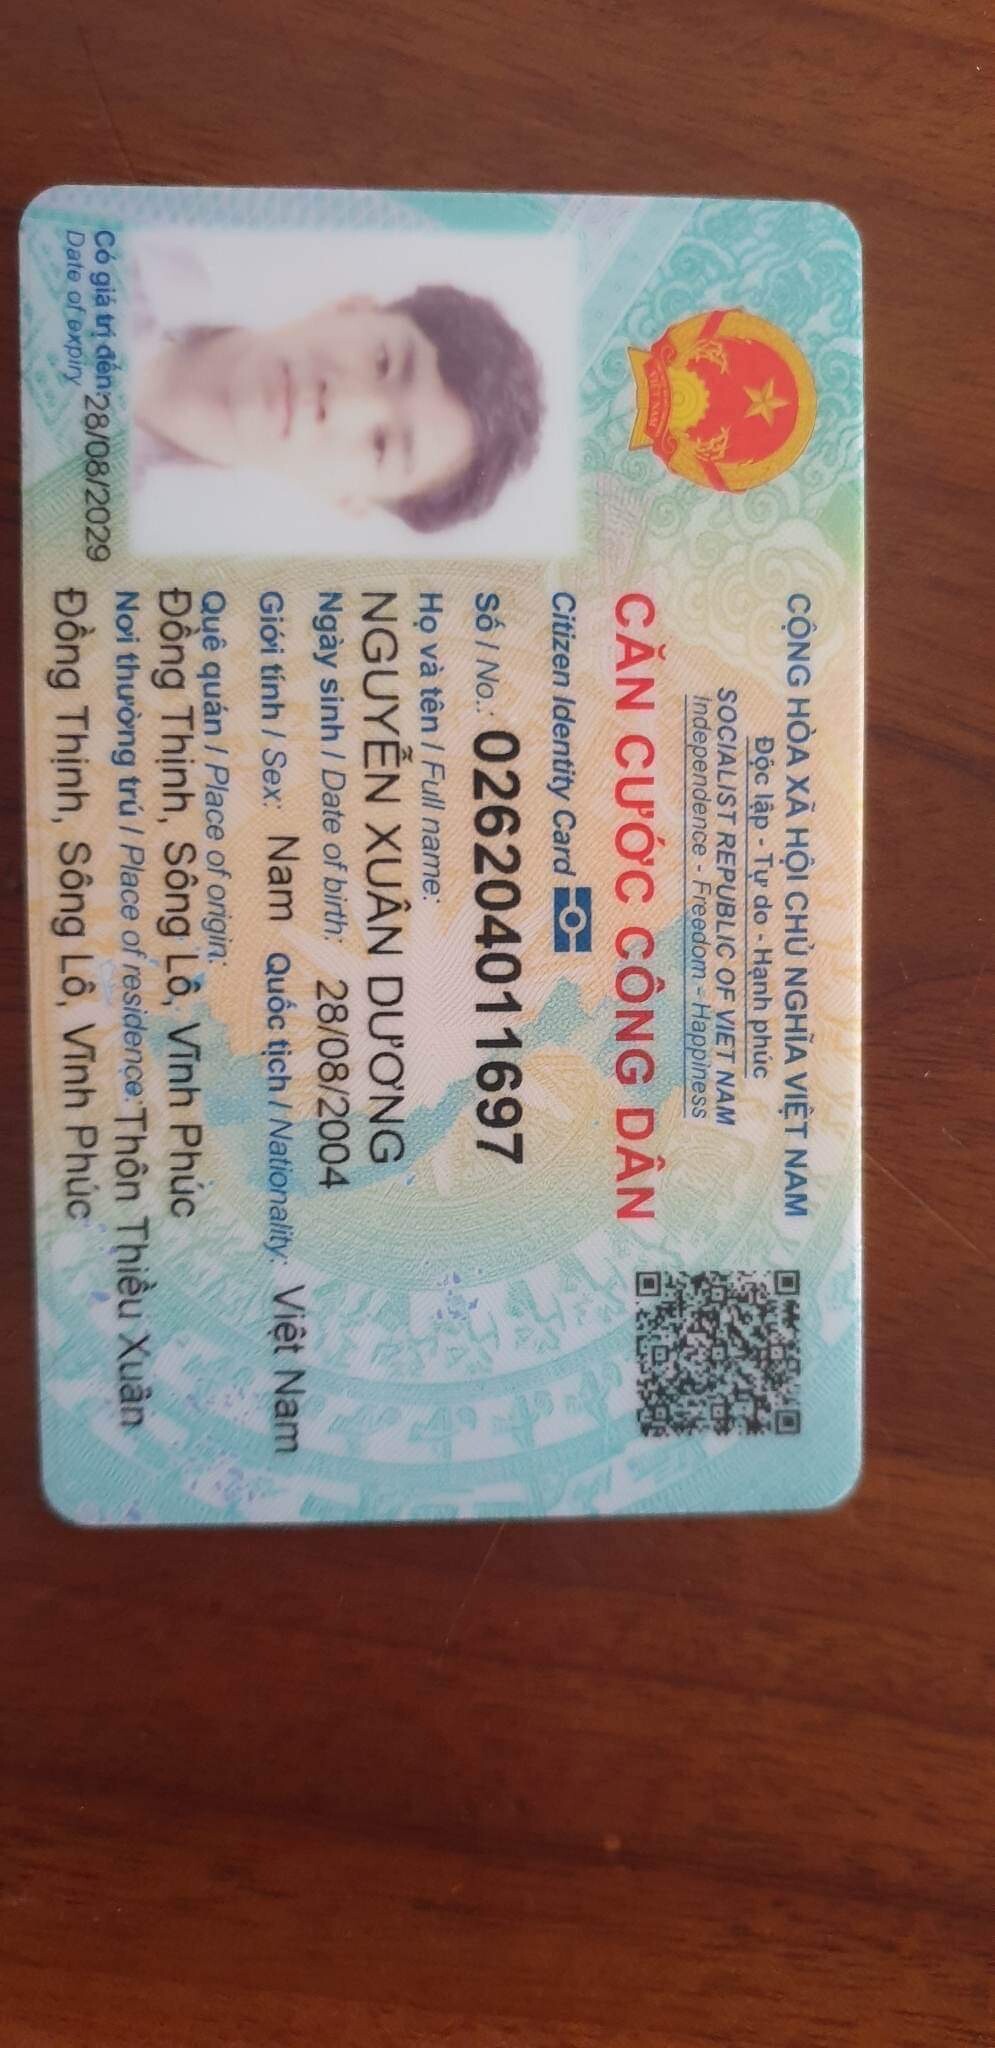 CỘNG HÒA XÃ HỘI CHỦ NGHĨA VIỆT NAM
Độc lập - Tự do - Hạnh phúc
SOCIALIST REPUBLIC OF VIET NAM
Independence - Freedom - Happiness
CĂN CƯỚC CÔNG DÂN
Citizen Identity Card
Số / No.: 026204011697
Họ và tên / Full name:
NGUYỄN XUÂN DƯƠNG
Ngày sinh / Date of birth: 28/08/2004
Giới tính / Sex: Nam Quốc tịch / Nationality: Việt Nam
Quê quán / Place of origin:
Đồng Thịnh, Sông Lô, Vĩnh Phúc
Nơi thường trú / Place of residence: Thôn Thiều Xuân
Đồng Thịnh, Sông Lô, Vĩnh Phúc
Có giá trị đến: 28/08/2029
Date of expiry